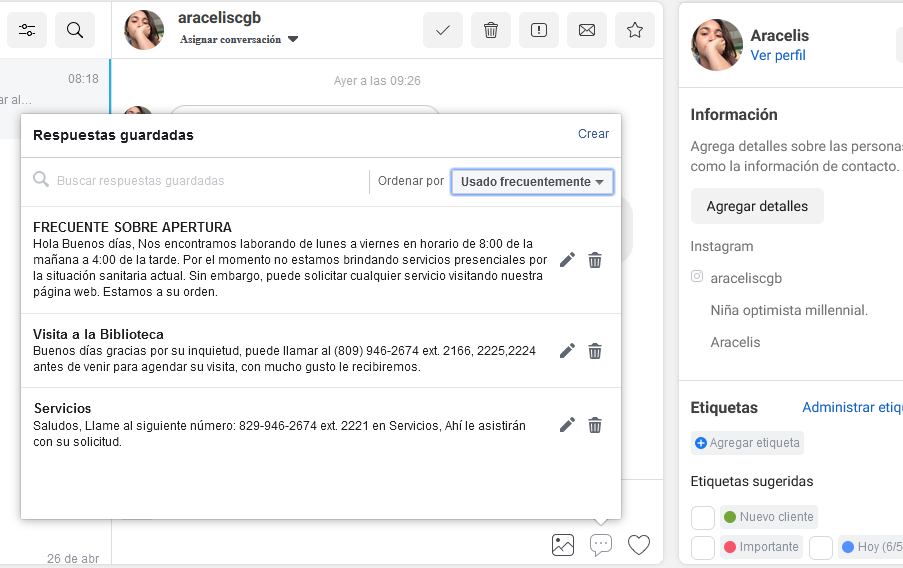 araceliscgb
Asignar conversación
08:18
ar al...
Ayer a las 09:26
Respuestas guardadas
Crear
Buscar respuestas guardadas
Ordenar por
Usado frecuentemente
FRECUENTE SOBRE APERTURA
Hola Buenos días, Nos encontramos laborando de lunes a viernes en horario de 8:00 de la
mañana a 4:00 de la tarde. Por el momento no estamos brindando servicios presenciales por
la situación sanitaria actual. Sin embargo, puede solicitar cualquier servicio visitando nuestra
página web. Estamos a su orden.
Visita a la Biblioteca
Buenos días gracias por su inquietud, puede llamar al (809) 946-2674 ext. 2166, 2225,2224
antes de venir para agendar su visita, con mucho gusto le recibiremos.
Servicios
Saludos, Llame al siguiente número: 829-946-2674 ext. 2221 en Servicios, Ahí le asistirán
con su solicitud.
26 de abr
Aracelis
Ver perfil
Información
Agrega detalles sobre las personas
como la información de contacto.
Agregar detalles
Instagram
araceliscgb
Niña optimista millennial.
Aracelis
Etiquetas
Administrar etiq
Agregar etiqueta
Etiquetas sugeridas
Nuevo cliente
Importante
Hoy (6/5